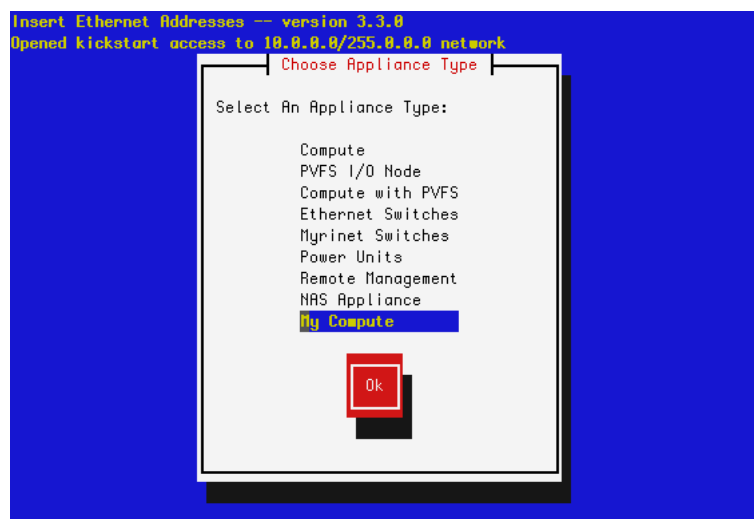 Insert Ethernet Addresses -- version 3.3.0
Opened kickstart access to 10.0.0.0/255.0.0.0 network
Choose Appliance Type
Select An Appliance Type:
Compute
PVFS I/O Node
Compute with PVFS
Ethernet Switches
Myrinet Switches
Power Units
Remote Management
NAS Appliance
My Compute
Ok